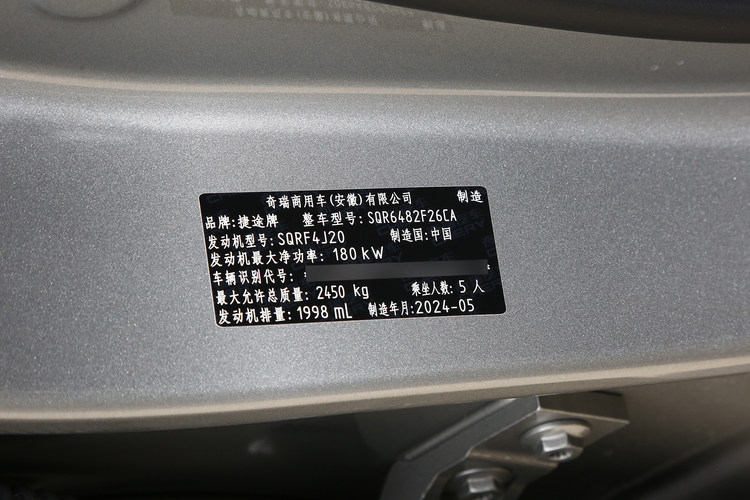 奇瑞商用车(安徽)有限公司 制造
品牌:捷途牌 整车型号:SQR6482F26CA
发动机型号:SQRF4J20 制造国:中国
发动机最大净功率: 180 kW
车辆识别代号:
最大允许总质量: 2450 kg 乘坐人数: 5 人
发动机排量: 1998 mL 制造年月:2024-05